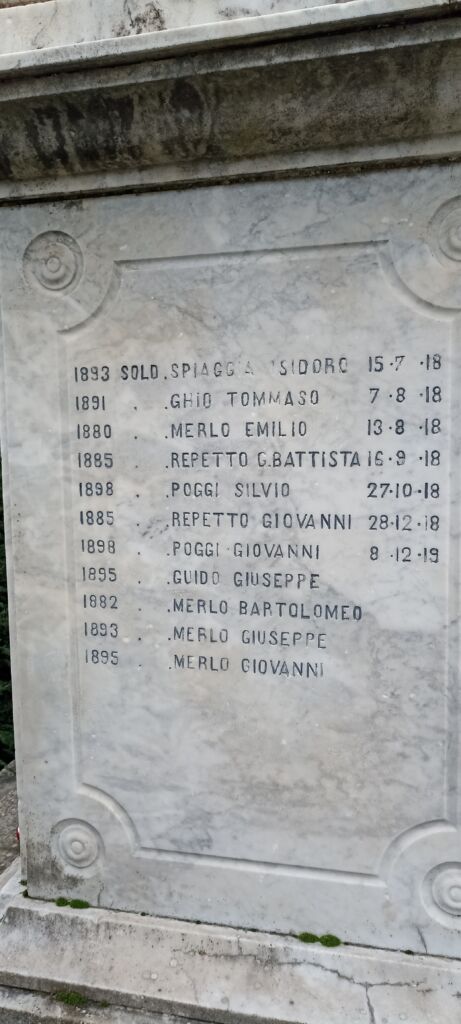 1893 SOLD. SPIAGGIA ISIDORO 15·7·18
1891 . . GHIO TOMMASO 7·8·18
1880 . . MERLO EMILIO 13·8·18
1885 . . REPETTO G.BATTISTA 16·9·18
1898 . . POGGI SILVIO 27·10·18
1885 . . REPETTO GIOVANNI 28·12·18
1898 . . POGGI GIOVANNI 8·12·19
1895 . . GUIDO GIUSEPPE
1882 . . MERLO BARTOLOMEO
1893 . . MERLO GIUSEPPE
1895 . . MERLO GIOVANNI